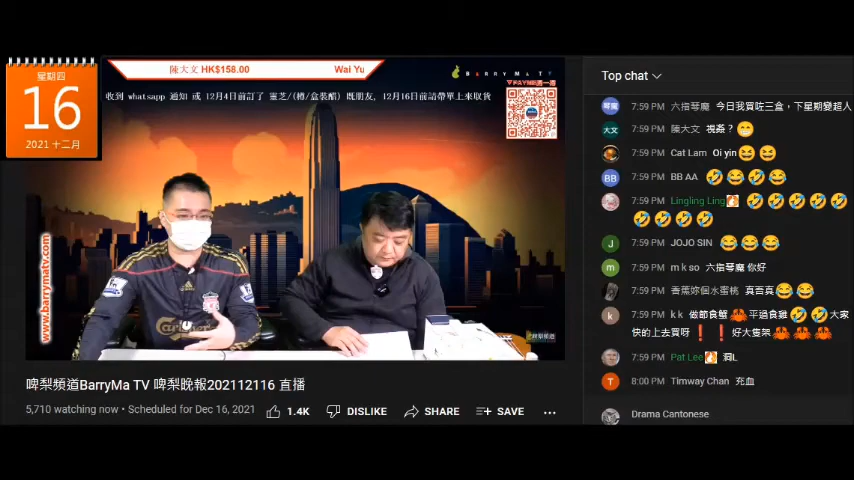 星期四
16
2021 十二月
陳大文 HK$158.00
Wai Yu
BARRYMATV
收到 whatsapp 通知 或 12月4日前訂了 靈芝/(樽/盒裝醋) 既朋友, 12月16日前請帶單上來取貨
www.barrymatv.com
啤梨頻道
啤梨頻道BarryMa TV 啤梨晚報202112116 直播
5,710 watching now • Scheduled for Dec 16, 2021
1.4K
DISLIKE
SHARE
SAVE
Top chat
7:59 PM 六指琴魔 今日我買咗三盒，下星期變超人
7:59 PM 陳大文 視姦？😁
7:59 PM Cat Lam Oi yin😆😆
7:59 PM BB AA 🤣😂🤣😂
7:59 PM Lingling Ling 🤣🤣🤣🤣🤣
🤣🤣🤣🤣
7:59 PM JOJO SIN 😂😂😂
7:59 PM m k so 六指琴魔 你好
7:59 PM 香蕉妳個水蜜桃 真百真😂😂
7:59 PM k k 做節食蟹🦀平過食雞🤣🤣大家
快的上去買呀❗❗好大隻架🦀🦀🦀
7:59 PM Pat Lee 洞L
8:00 PM Timway Chan 充血
Drama Cantonese